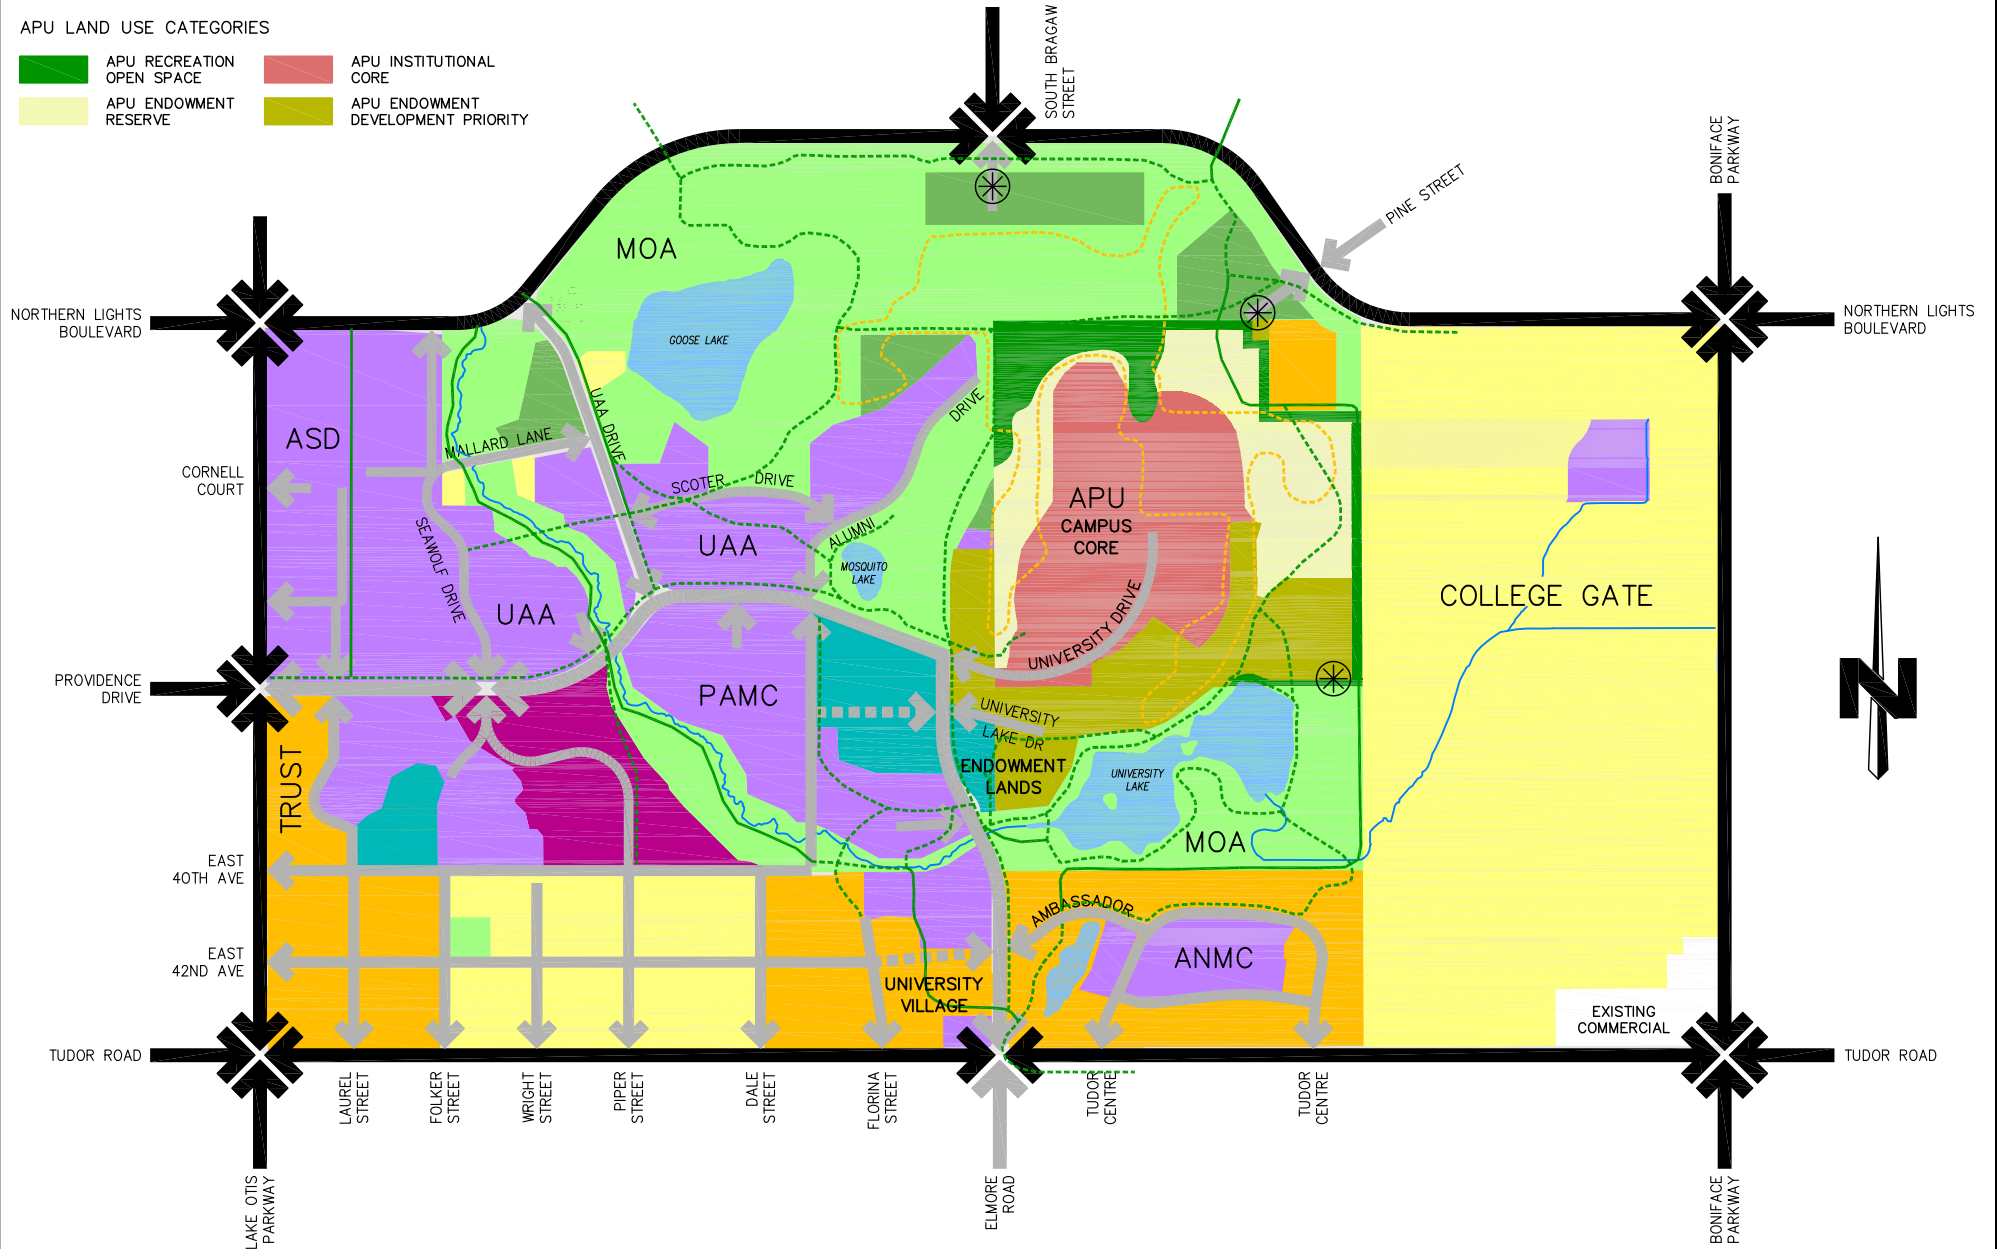 APU LAND USE CATEGORIES
APU RECREATION
OPEN SPACE
APU INSTITUTIONAL
CORE
APU ENDOWMENT
RESERVE
APU ENDOWMENT
DEVELOPMENT PRIORITY
SOUTH BRAGAW
STREET
BONIFACE
PARKWAY
PINE STREET
MOA
NORTHERN LIGHTS
BOULEVARD
NORTHERN LIGHTS
BOULEVARD
GOOSE LAKE
UAA DRIVE
DRIVE
ASD
MALLARD LANE
CORNELL
COURT
SCOTER DRIVE
APU
CAMPUS
CORE
SEAWOLF DRIVE
UAA
ALUMNI
MOSQUITO
LAKE
UAA
COLLEGE GATE
UNIVERSITY DRIVE
N
PROVIDENCE
DRIVE
PAMC
UNIVERSITY
LAKE DR
TRUST
ENDOWMENT
LANDS
UNIVERSITY
LAKE
MOA
EAST
40TH AVE
AMBASSADOR
EAST
42ND AVE
ANMC
UNIVERSITY
VILLAGE
EXISTING
COMMERCIAL
TUDOR ROAD
TUDOR ROAD
LAUREL
STREET
FOLKER
STREET
WRIGHT
STREET
PIPER
STREET
DALE
STREET
FLORINA
STREET
TUDOR
CENTRE
TUDOR
CENTRE
LAKE OTIS
PARKWAY
ELMORE
ROAD
BONIFACE
PARKWAY